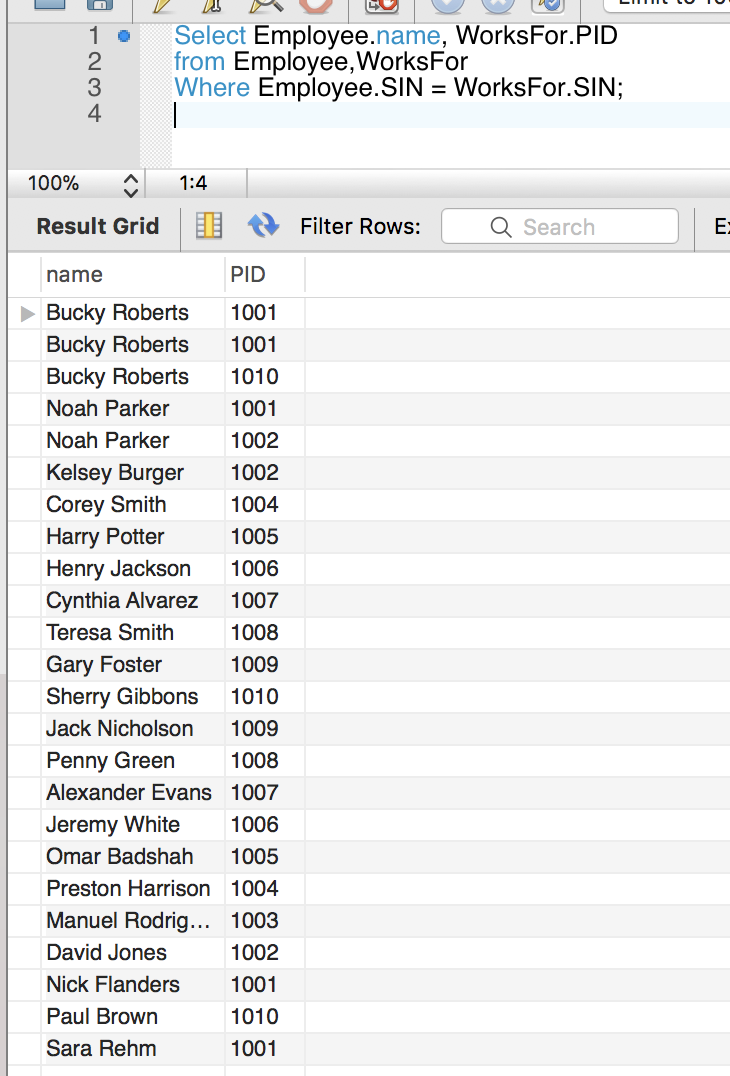 Limit to 10
1 Select Employee.name, WorksFor.PID
2 from Employee,WorksFor
3 Where Employee.SIN = WorksFor.SIN;
4
100% 1:4
Result Grid Filter Rows: Search Ex
name PID
Bucky Roberts 1001
Bucky Roberts 1001
Bucky Roberts 1010
Noah Parker 1001
Noah Parker 1002
Kelsey Burger 1002
Corey Smith 1004
Harry Potter 1005
Henry Jackson 1006
Cynthia Alvarez 1007
Teresa Smith 1008
Gary Foster 1009
Sherry Gibbons 1010
Jack Nicholson 1009
Penny Green 1008
Alexander Evans 1007
Jeremy White 1006
Omar Badshah 1005
Preston Harrison 1004
Manuel Rodrig... 1003
David Jones 1002
Nick Flanders 1001
Paul Brown 1010
Sara Rehm 1001